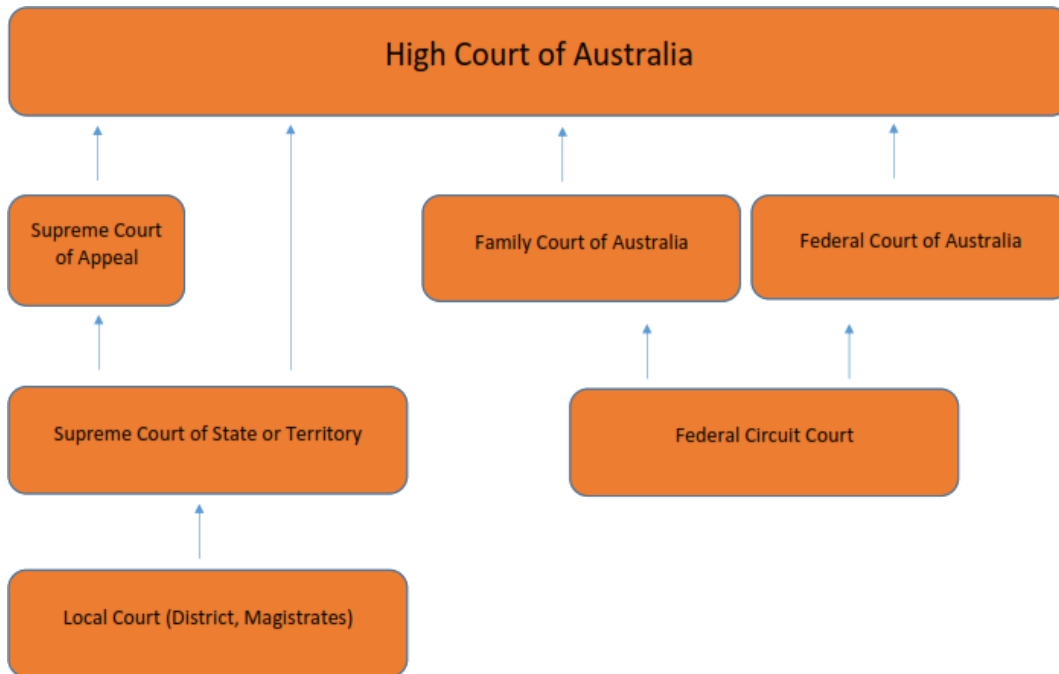 High Court of Australia
Supreme Court
of Appeal
Family Court of Australia
Federal Court of Australia
Supreme Court of State or Territory
Federal Circuit Court
Local Court (District, Magistrates)